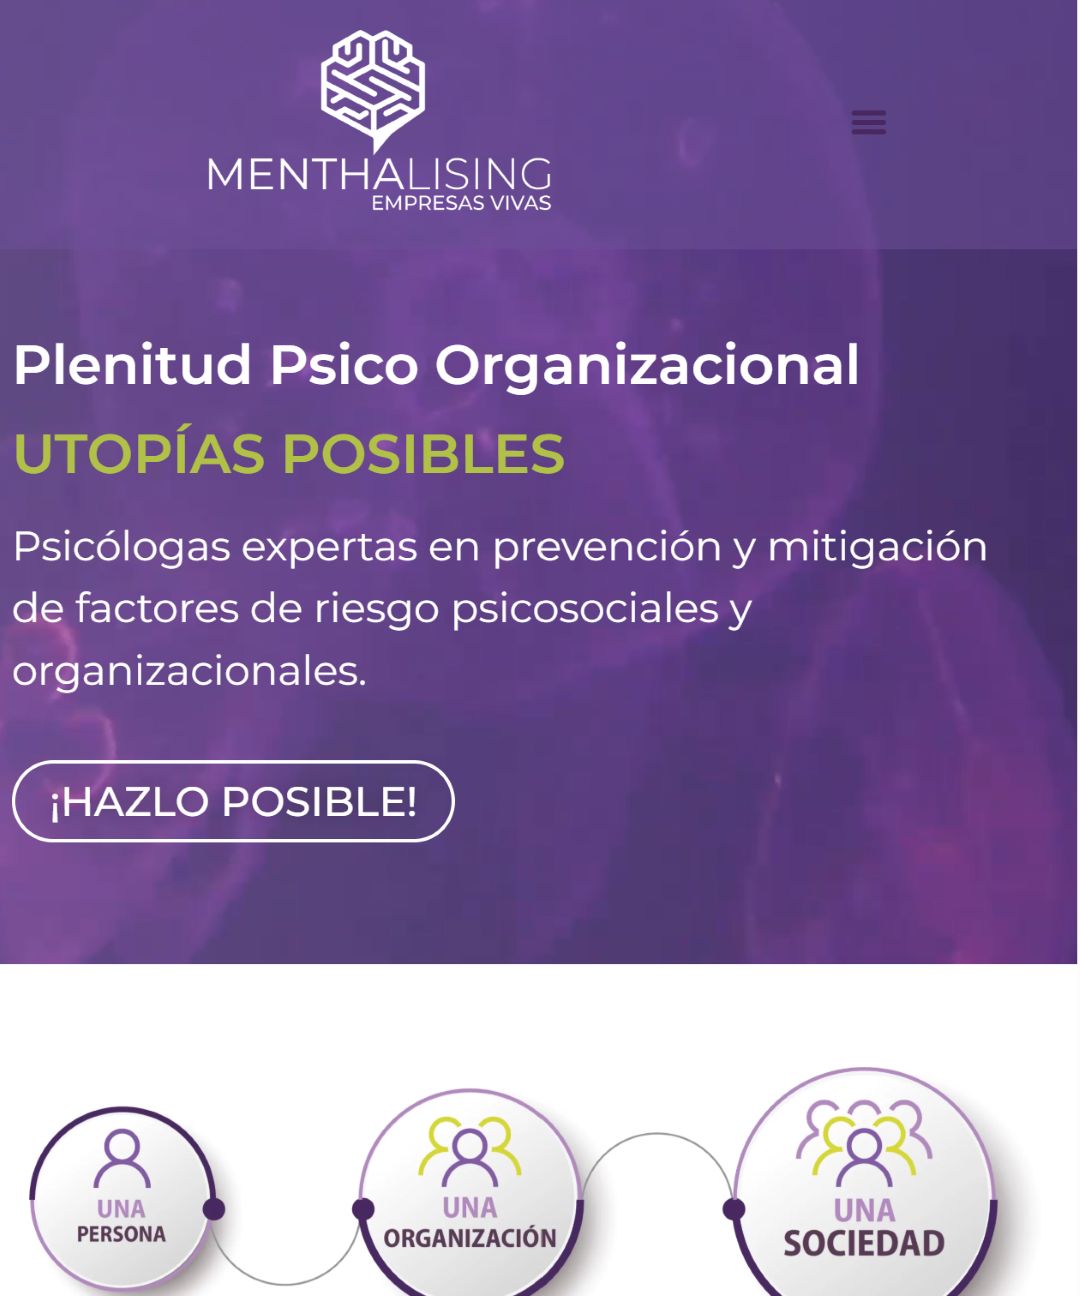 MENTHALISING
EMPRESAS VIVAS
Plenitud Psico Organizacional
UTOPÍAS POSIBLES
Psicólogas expertas en prevención y mitigación
de factores de riesgo psicosociales y
organizacionales.
¡HAZLO POSIBLE!
UNA
PERSONA
UNA
ORGANIZACIÓN
UNA
SOCIEDAD